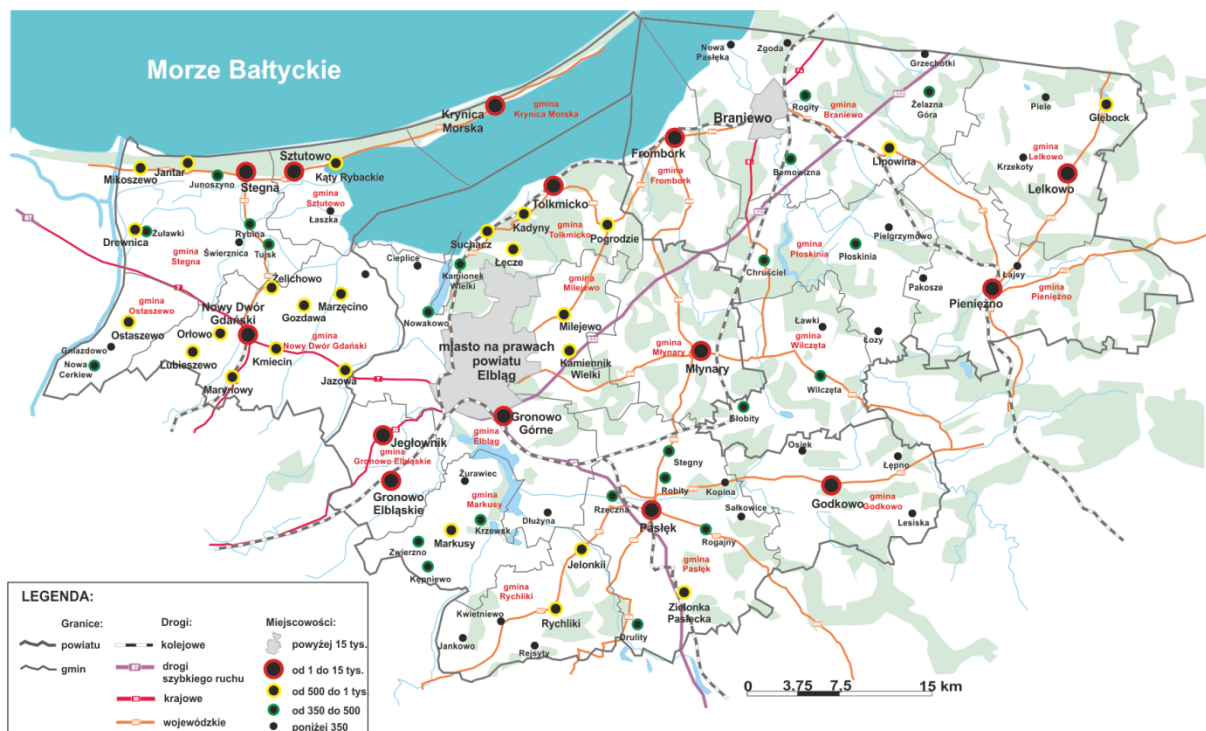 Morze Bałtyckie
Krynica
Morska
gmina
Krynica Morska
Nowa
Pasłęka
Zgoda
Grzechotki
Rogity
gmina
Braniewo
Żelazna
Góra
Piele
Głębock
Braniewo
Frombork
gmina
Frombork
Bemowizna
Lipowina
gmina
Lelkowo
Krzekoty
Lelkowo
Mikoszewo
Jantar
Junoszyno
Stegna
Sztutowo
Kąty Rybackie
gmina
Sztutowo
Łaszka
Tolkmicko
gmina
Tolkmicko
Kadyny
Pogrodzie
Suchacz
Łęcze
Drewnica
Żuławki
gmina
Stegna
Świerznica
Rybina
Tujsk
Cieplice
Kamionek
Wielki
Chruściel
gmina
Płoskinia
Płoskinia
Pielgrzymowo
Pakosze
Łajsy
Pieniężno
gmina
Pieniężno
Żelichowo
Nowy Dwór
Gdański
Gozdawa
Marzęcino
Nowakowo
gmina
Milejewo
Milejewo
gmina
Ostaszewo
Ostaszewo
Orłowo
gmina
Nowy Dwór Gdański
Gmiazdowo
Nowa
Cerkiew
Lubieszewo
Kmiecin
Marynowy
Jazowa
miasto na prawach
powiatu
Elbląg
Kamiennik
Wielki
gmina
Młynary
Młynary
Ławki
gmina
Wilczęta
Łozy
Wilczęta
Słobity
Gronowo
Górne
gmina
Elbląg
Jegłownik
gmina
Gronowo Elbląskie
Gronowo
Elbląskie
Żurawiec
gmina
Markusy
Markusy
Krzewsk
Zwierzno
Kępniewo
Dłużyna
Rzeczna
Stegny
Robity
Kopina
Sałkowice
Pasłęk
Rogajny
gmina
Pasłęk
Osiek
Łępno
Godkowo
gmina
Godkowo
Lesiska
Jelonkii
gmina
Rychliki
Kwietniewo
Rychliki
Jankowo
Rejsyty
Drulity
Zielonka
Pasłęcka
LEGENDA:
Granice:
powiatu
gmin
Drogi:
kolejowe
drogi
szybkiego ruchu
krajowe
wojewódzkie
Miejscowości:
powyżej 15 tys.
od 1 do 15 tys.
od 500 do 1 tys.
od 350 do 500
poniżej 350
0 3.75 7.5 15 km